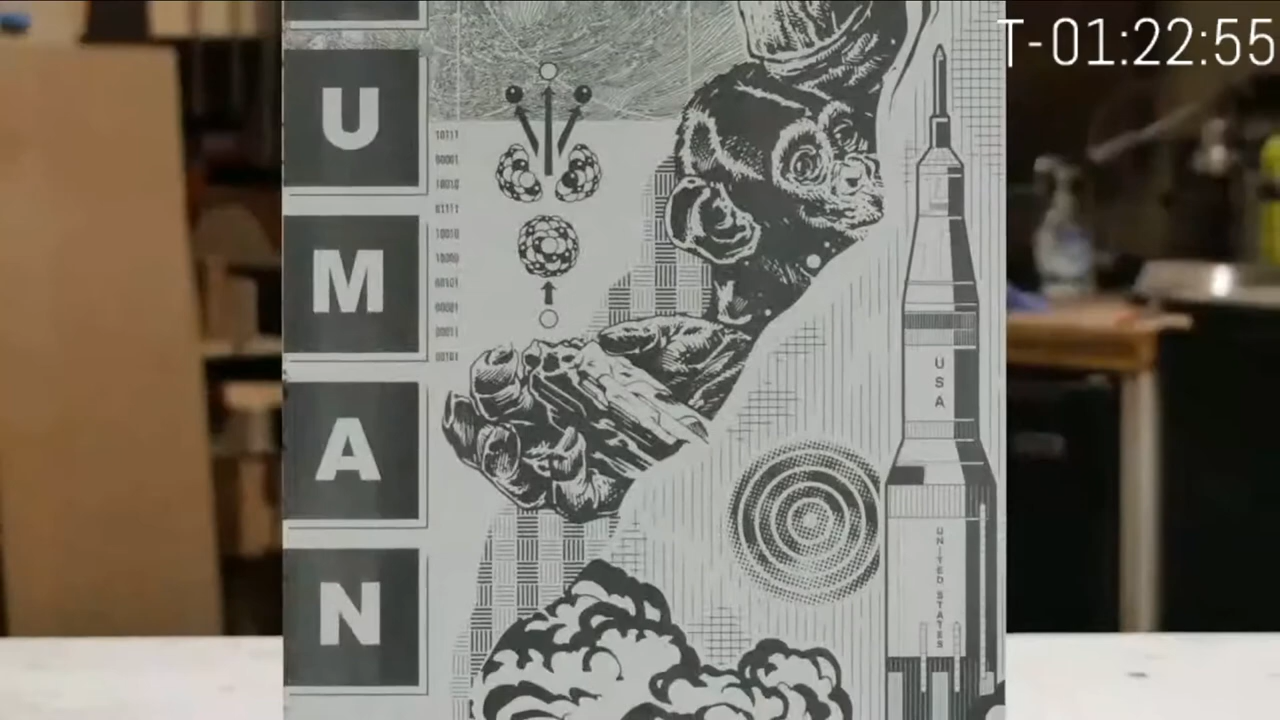 T-01:22:55
U
M
A
N
10111
00001
10010
01111
10010
10000
00101
00001
00011
00101
USA
UNITED STATES